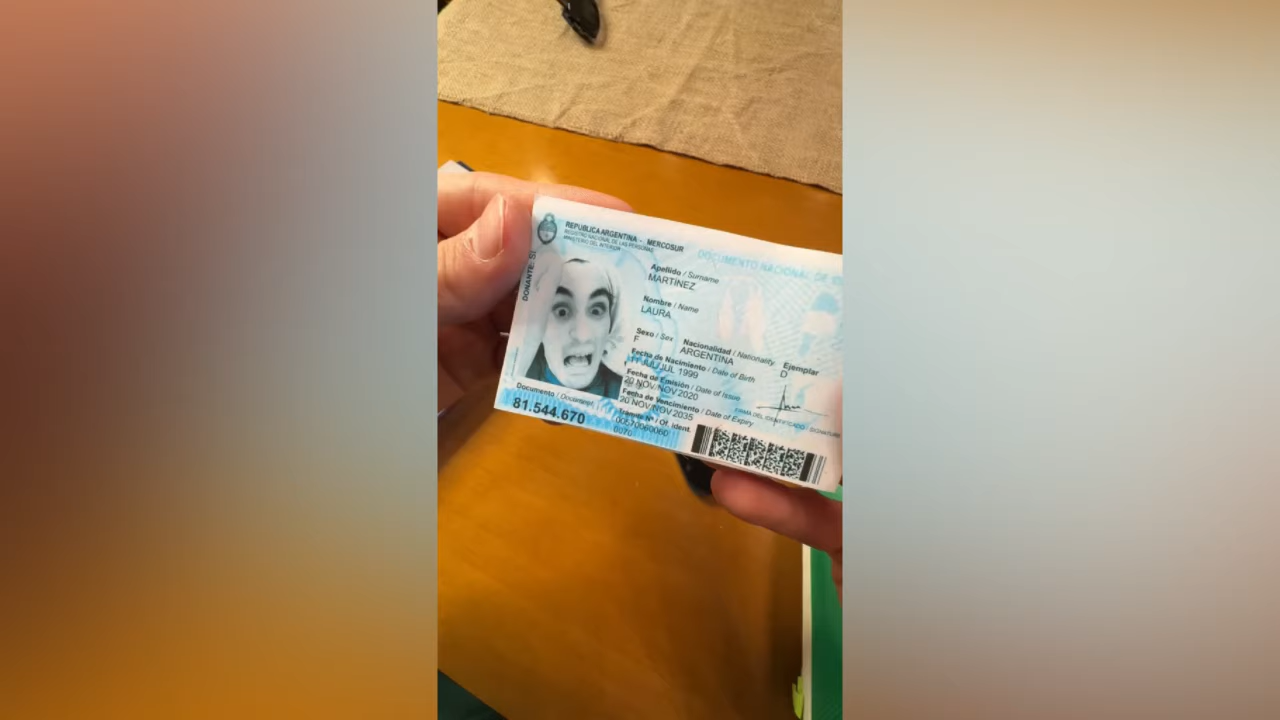 REPÚBLICA ARGENTINA - MERCOSUR
REGISTRO NACIONAL DE LAS PERSONAS
MINISTERIO DEL INTERIOR
DOCUMENTO NACIONAL DE
DONANTE: SI
Apellido / Surname
MARTINEZ
Nombre / Name
LAURA
Sexo / Sex
F
Nacionalidad / Nationality
ARGENTINA
Ejemplar
D
Fecha de Nacimiento / Date of Birth
JUL/JUL 1999
Fecha de Emisión / Date of Issue
20 NOV/NOV 2020
Fecha de Vencimiento / Date of Expiry
20 NOV/NOV 2035
FIRMA DEL IDENTIFICADO / SIGNATURE
Documento / Document
81.544.670
Trámite Nº / Of. ident.